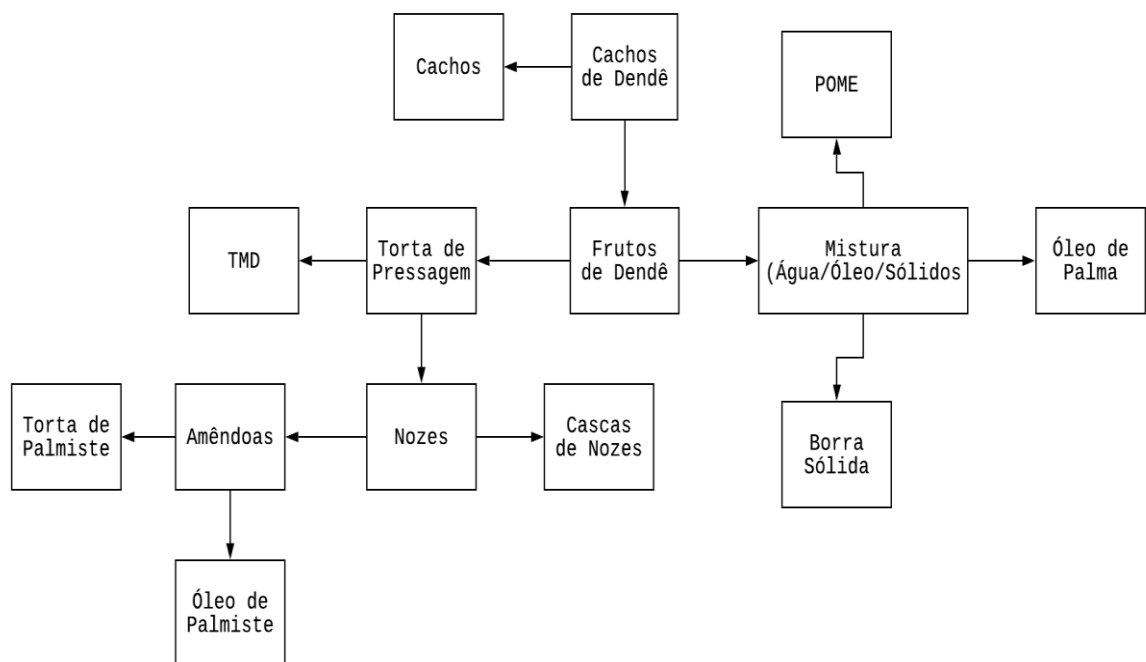 Cachos
Cachos
de Dendê
POME
TMD
Torta de
Pressagem
Frutos
de Dendê
Mistura
(Água/Óleo/Sólidos
Óleo de
Palma
Torta de
Palmiste
Amêndoas
Nozes
Cascas
de Nozes
Borra
Sólida
Óleo de
Palmiste